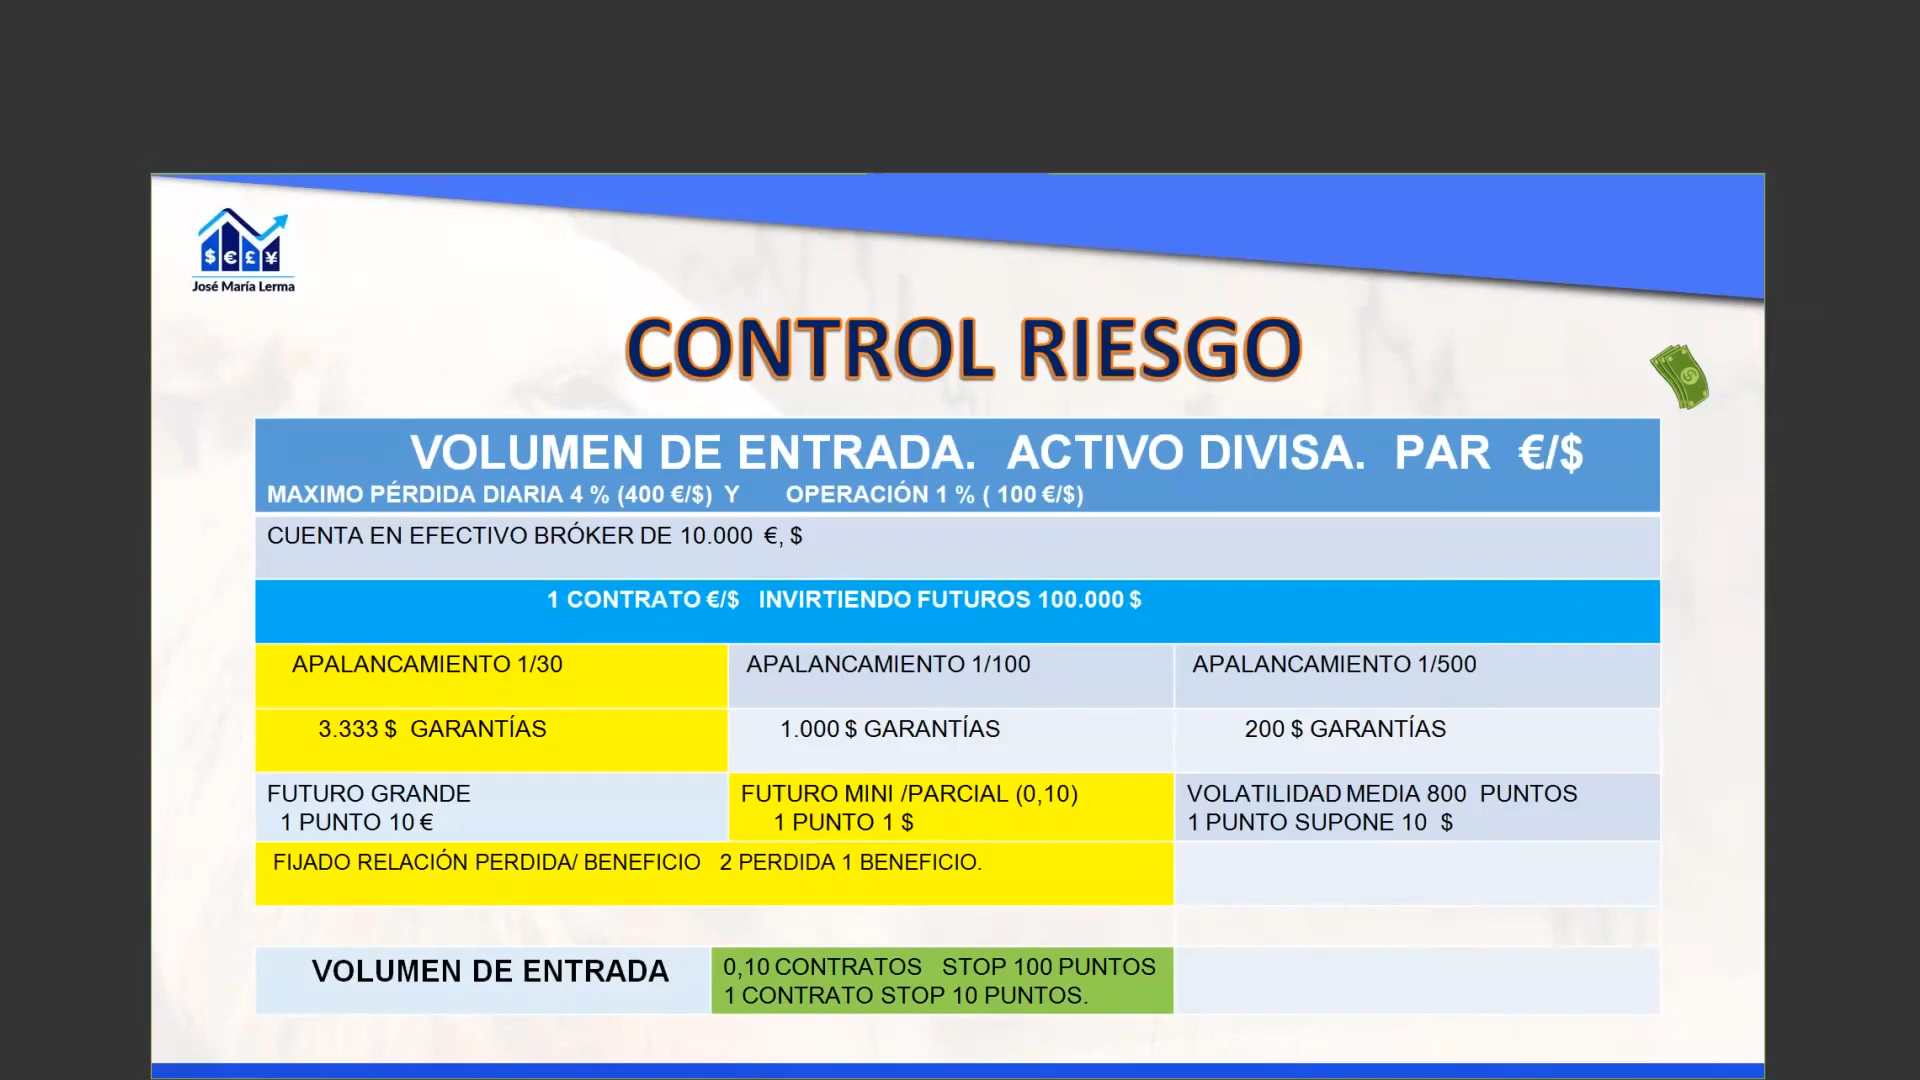 $ € £ ¥
José María Lerma
CONTROL RIESGO
VOLUMEN DE ENTRADA. ACTIVO DIVISA. PAR €/$
MAXIMO PÉRDIDA DIARIA 4 % (400 €/$) Y OPERACIÓN 1 % ( 100 €/$)
CUENTA EN EFECTIVO BRÓKER DE 10.000 €, $
1 CONTRATO €/$ INVIRTIENDO FUTUROS 100.000 $
APALANCAMIENTO 1/30
APALANCAMIENTO 1/100
APALANCAMIENTO 1/500
3.333 $ GARANTÍAS
1.000 $ GARANTÍAS
200 $ GARANTÍAS
FUTURO GRANDE
1 PUNTO 10 €
FUTURO MINI /PARCIAL (0,10)
1 PUNTO 1 $
VOLATILIDAD MEDIA 800 PUNTOS
1 PUNTO SUPONE 10 $
FIJADO RELACIÓN PERDIDA/ BENEFICIO 2 PERDIDA 1 BENEFICIO.
VOLUMEN DE ENTRADA
0,10 CONTRATOS STOP 100 PUNTOS
1 CONTRATO STOP 10 PUNTOS.